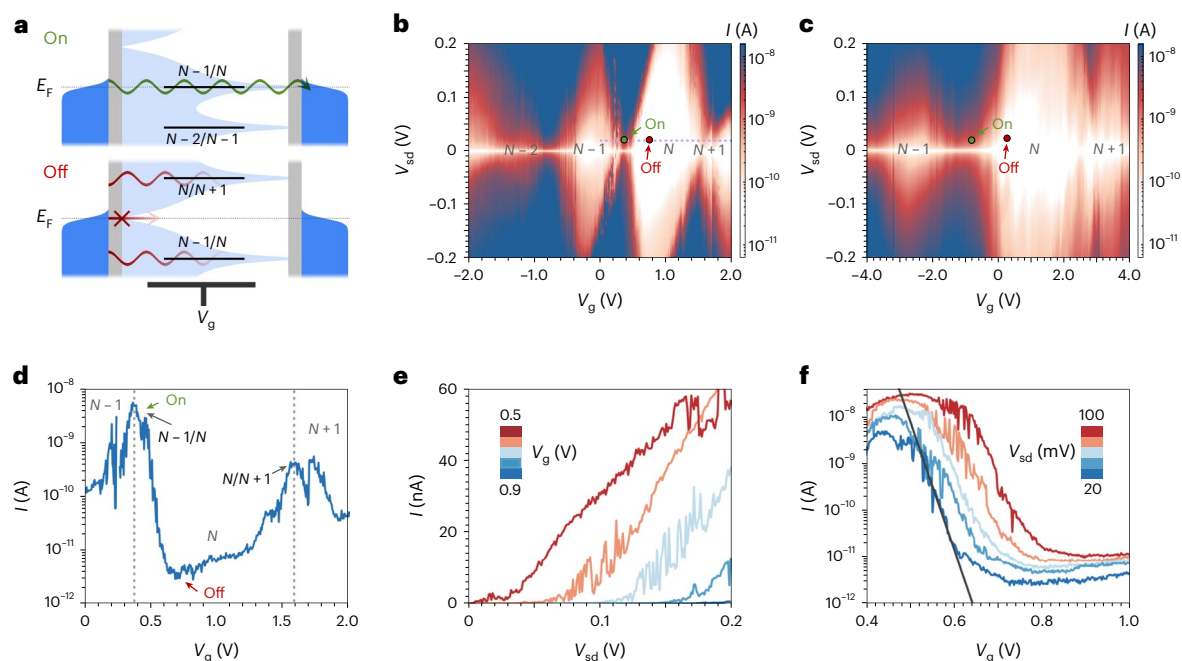 a
On
E_F
N – 1/N
N – 2/N – 1
Off
N/N + 1
E_F
N – 1/N
V_g
b
I (A)
0.2
0.1
0
–0.1
–0.2
V_sd (V)
On
N – 2
N – 1
N
N + 1
Off
10⁻⁸
10⁻⁹
10⁻¹⁰
10⁻¹¹
–2.0
–1.0
0
1.0
2.0
V_g (V)
c
I (A)
0.2
0.1
0
–0.1
–0.2
V_sd (V)
On
N – 1
N
N + 1
Off
10⁻⁸
10⁻⁹
10⁻¹⁰
10⁻¹¹
–4.0
–2.0
0
2.0
4.0
V_g (V)
d
10⁻⁸
10⁻⁹
10⁻¹⁰
10⁻¹¹
10⁻¹²
I (A)
N – 1
On
N – 1/N
N + 1
N/N + 1
N
Off
0
0.5
1.0
1.5
2.0
V_g (V)
e
60
40
20
0
I (nA)
0.5
V_g (V)
0.9
0
0.1
0.2
V_sd (V)
f
10⁻⁸
10⁻⁹
10⁻¹⁰
10⁻¹¹
10⁻¹²
I (A)
100
V_sd (mV)
20
0.4
0.6
0.8
1.0
V_g (V)